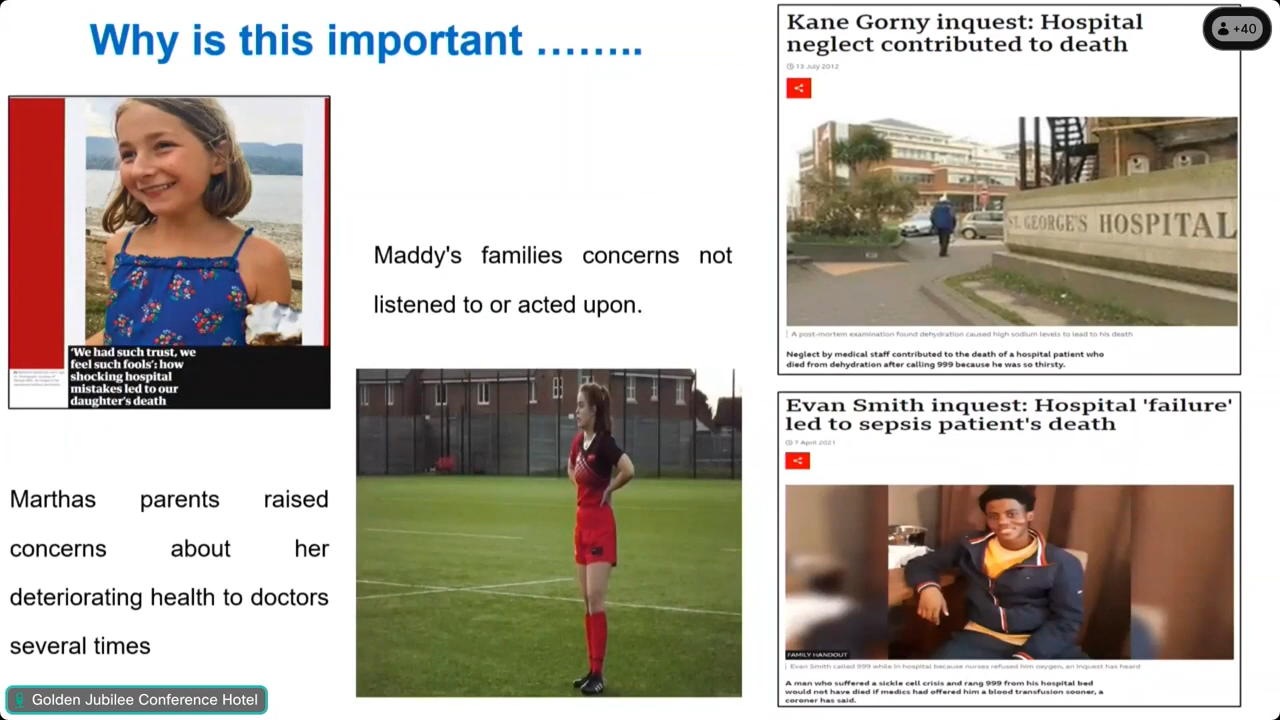 Why is this important ........
'We had such trust, we
feel such fools': how
shocking hospital
mistakes led to our
daughter's death
Marthas parents raised
concerns about her
deteriorating health to doctors
several times
Maddy's families concerns not
listened to or acted upon.
Kane Gorny inquest: Hospital
neglect contributed to death
13 July 2012
ST. GEORGE'S HOSPITAL
A post-mortem examination found dehydration caused high sodium levels to lead to his death
Neglect by medical staff contributed to the death of a hospital patient who
died from dehydration after calling 999 because he was so thirsty.
Evan Smith inquest: Hospital 'failure'
led to sepsis patient's death
7 April 2021
FAMILY HANDOUT
Evan Smith called 999 while in hospital because nurses refused him oxygen, an inquest has heard
A man who suffered a sickle cell crisis and rang 999 from his hospital bed
would not have died if medics had offered him a blood transfusion sooner, a
coroner has said.
+40
Golden Jubilee Conference Hotel